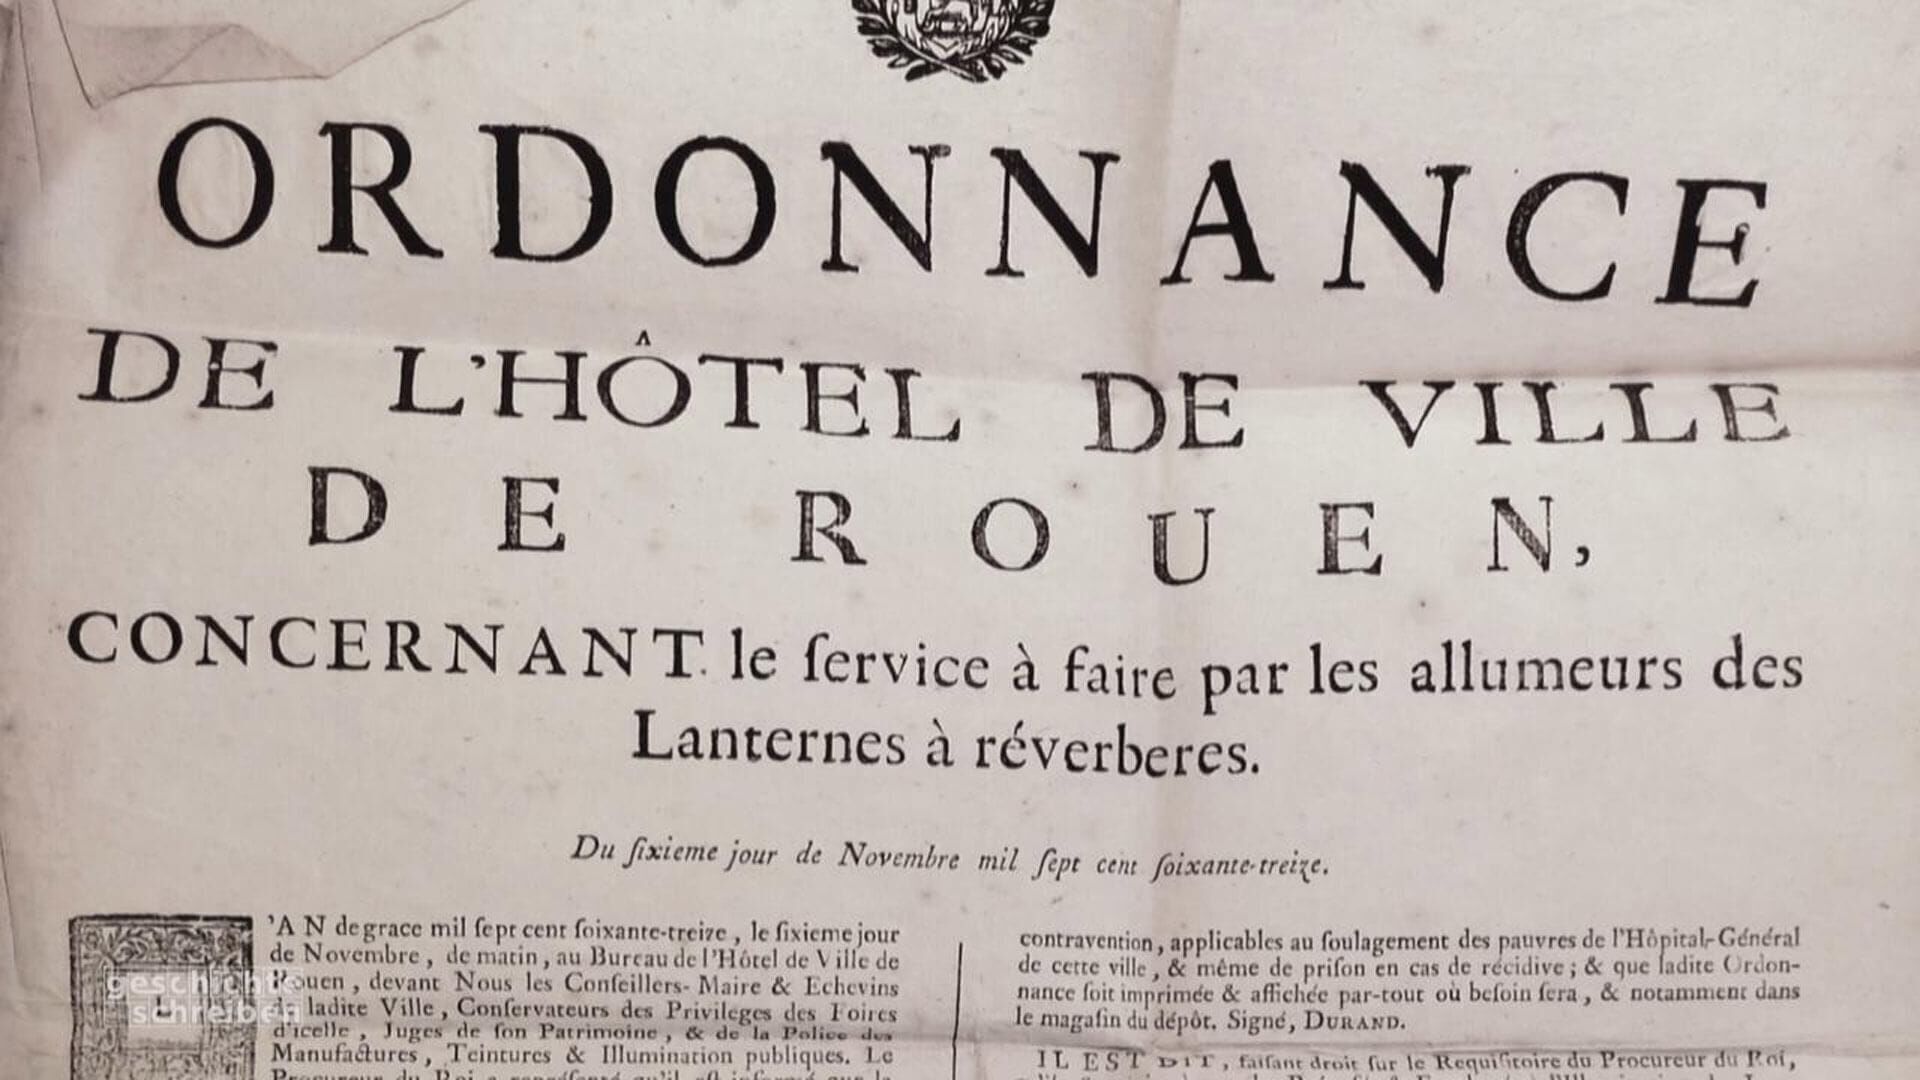 ORDONNANCE
DE L'HÔTEL DE VILLE
DE ROUEN,
CONCERNANT le ſervice à faire par les allumeurs des
Lanternes à réverberes.
Du ſixieme jour de Novembre mil ſept cent ſoixante-treize.
L'AN de grace mil ſept cent ſoixante-treize, le ſixieme jour
de Novembre, de matin, au Bureau de l'Hôtel de Ville de
Rouen, devant Nous les Conſeillers-Maire & Echevins
de ladite Ville, Conſervateurs des Privileges des Foires
d'icelle, Juges de ſon Patrimoine, & de la Police des
Manufactures, Teintures & Illumination publiques. Le
contravention, applicables au ſoulagement des pauvres de l'Hôpital-Général
de cette ville, & même de priſon en cas de récidive; & que ladite Ordon-
nance ſoit imprimée & affichée par-tout où beſoin ſera, & notamment dans
le magaſin du dépôt. Signé, DURAND.
IL EST DIT, faiſant droit ſur le Requiſitoire du Procureur du Roi,
geschichte
schreiben